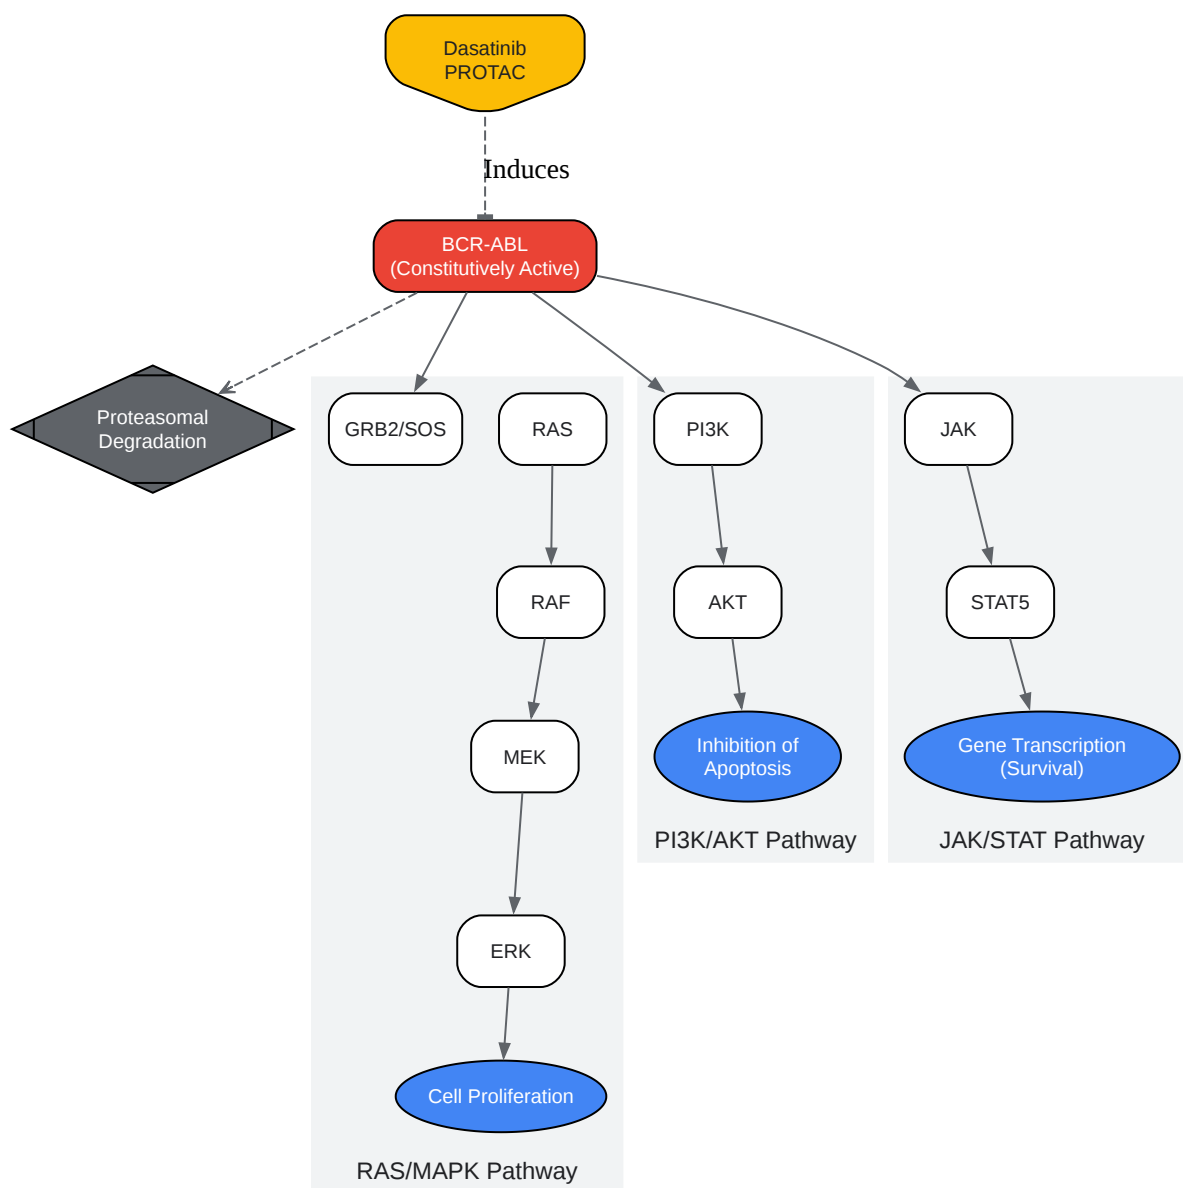 Dasatinib
PROTAC
Induces
BCR-ABL
(Constitutively Active)
Proteasomal
Degradation
GRB2/SOS
RAS
PI3K
JAK
RAF
AKT
STAT5
MEK
Inhibition of
Apoptosis
Gene Transcription
(Survival)
PI3K/AKT Pathway
JAK/STAT Pathway
ERK
Cell Proliferation
RAS/MAPK Pathway